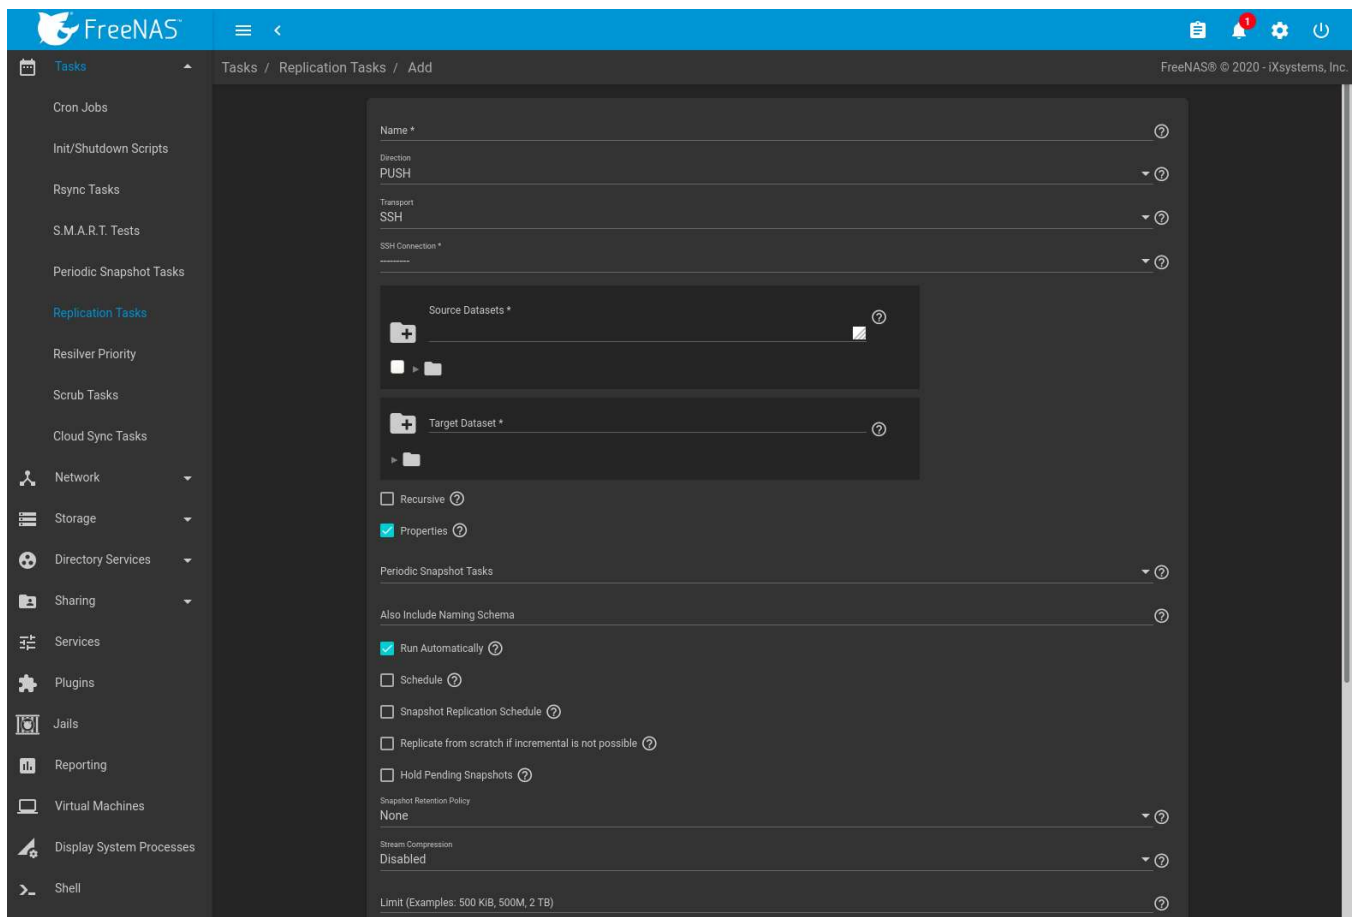 FreeNAS™
1
Tasks
Tasks / Replication Tasks / Add
FreeNAS® © 2020 - iXsystems, Inc.
Cron Jobs
Init/Shutdown Scripts
Rsync Tasks
S.M.A.R.T. Tests
Periodic Snapshot Tasks
Replication Tasks
Resilver Priority
Scrub Tasks
Cloud Sync Tasks
Network
Storage
Directory Services
Sharing
Services
Plugins
Jails
Reporting
Virtual Machines
Display System Processes
Shell
Name *
Direction
PUSH
Transport
SSH
SSH Connection *
---------
Source Datasets *
Target Dataset *
Recursive
Properties
Periodic Snapshot Tasks
Also Include Naming Schema
Run Automatically
Schedule
Snapshot Replication Schedule
Replicate from scratch if incremental is not possible
Hold Pending Snapshots
Snapshot Retention Policy
None
Stream Compression
Disabled
Limit (Examples: 500 KiB, 500M, 2 TB)